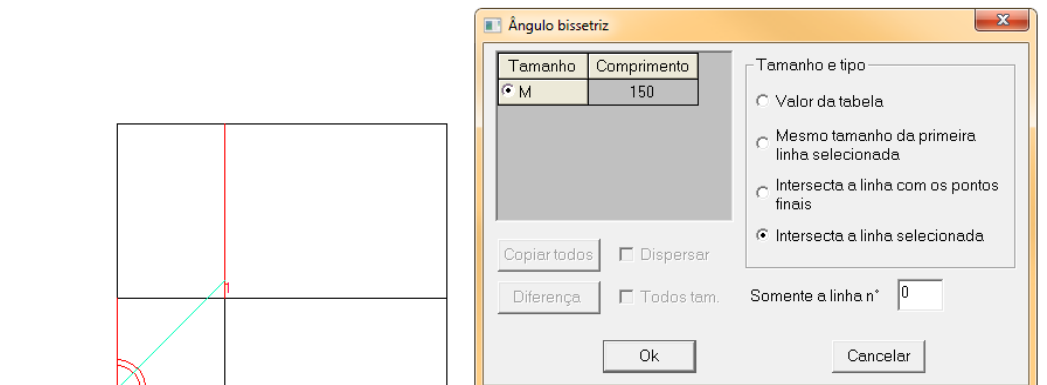 Ângulo bissetriz
Tamanho Comprimento
M 150
Tamanho e tipo
Valor da tabela
Mesmo tamanho da primeira
linha selecionada
Intersecta a linha com os pontos
finais
Intersecta a linha selecionada
Copiar todos Dispersar
Diferença Todos tam.
Somente a linha n° 0
Ok Cancelar
1